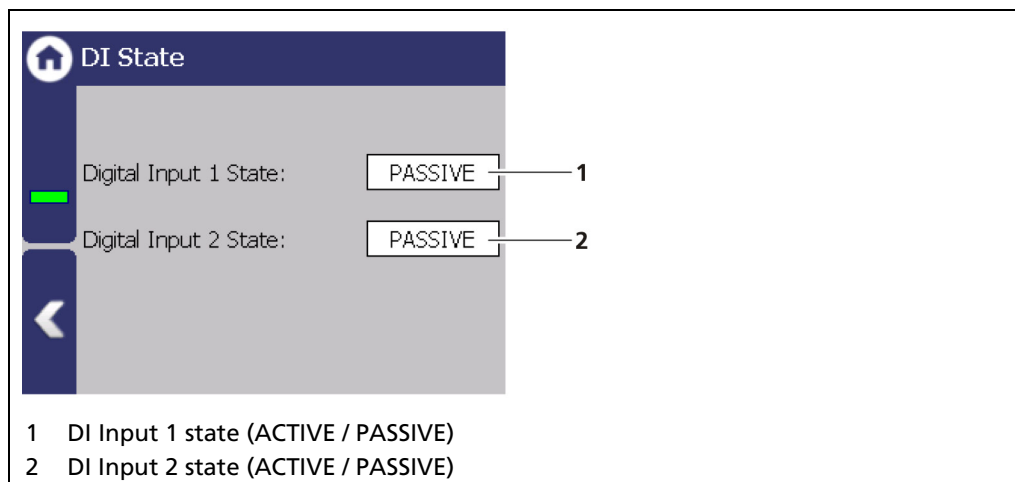 DI State
Digital Input 1 State: PASSIVE 1
Digital Input 2 State: PASSIVE 2
1 DI Input 1 state (ACTIVE / PASSIVE)
2 DI Input 2 state (ACTIVE / PASSIVE)